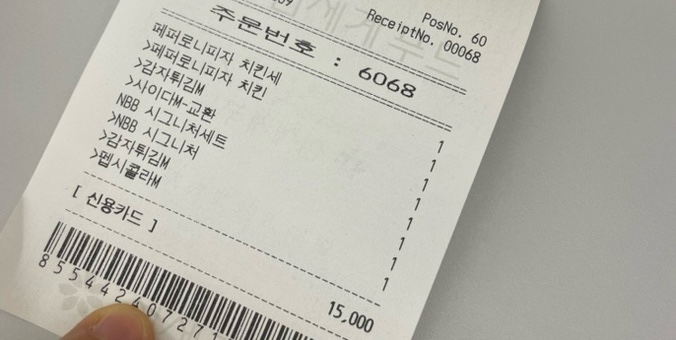 PosNo. 60
ReceiptNo. 00068
주문번호 : 6068
페퍼로니피자 치킨세 1
>페퍼로니피자 치킨 1
>감자튀김M 1
>사이다M-교환 1
NBB 시그니처세트 1
>NBB 시그니처 1
>감자튀김M 1
>펩시콜라M 1
[ 신용카드 ] 15,000